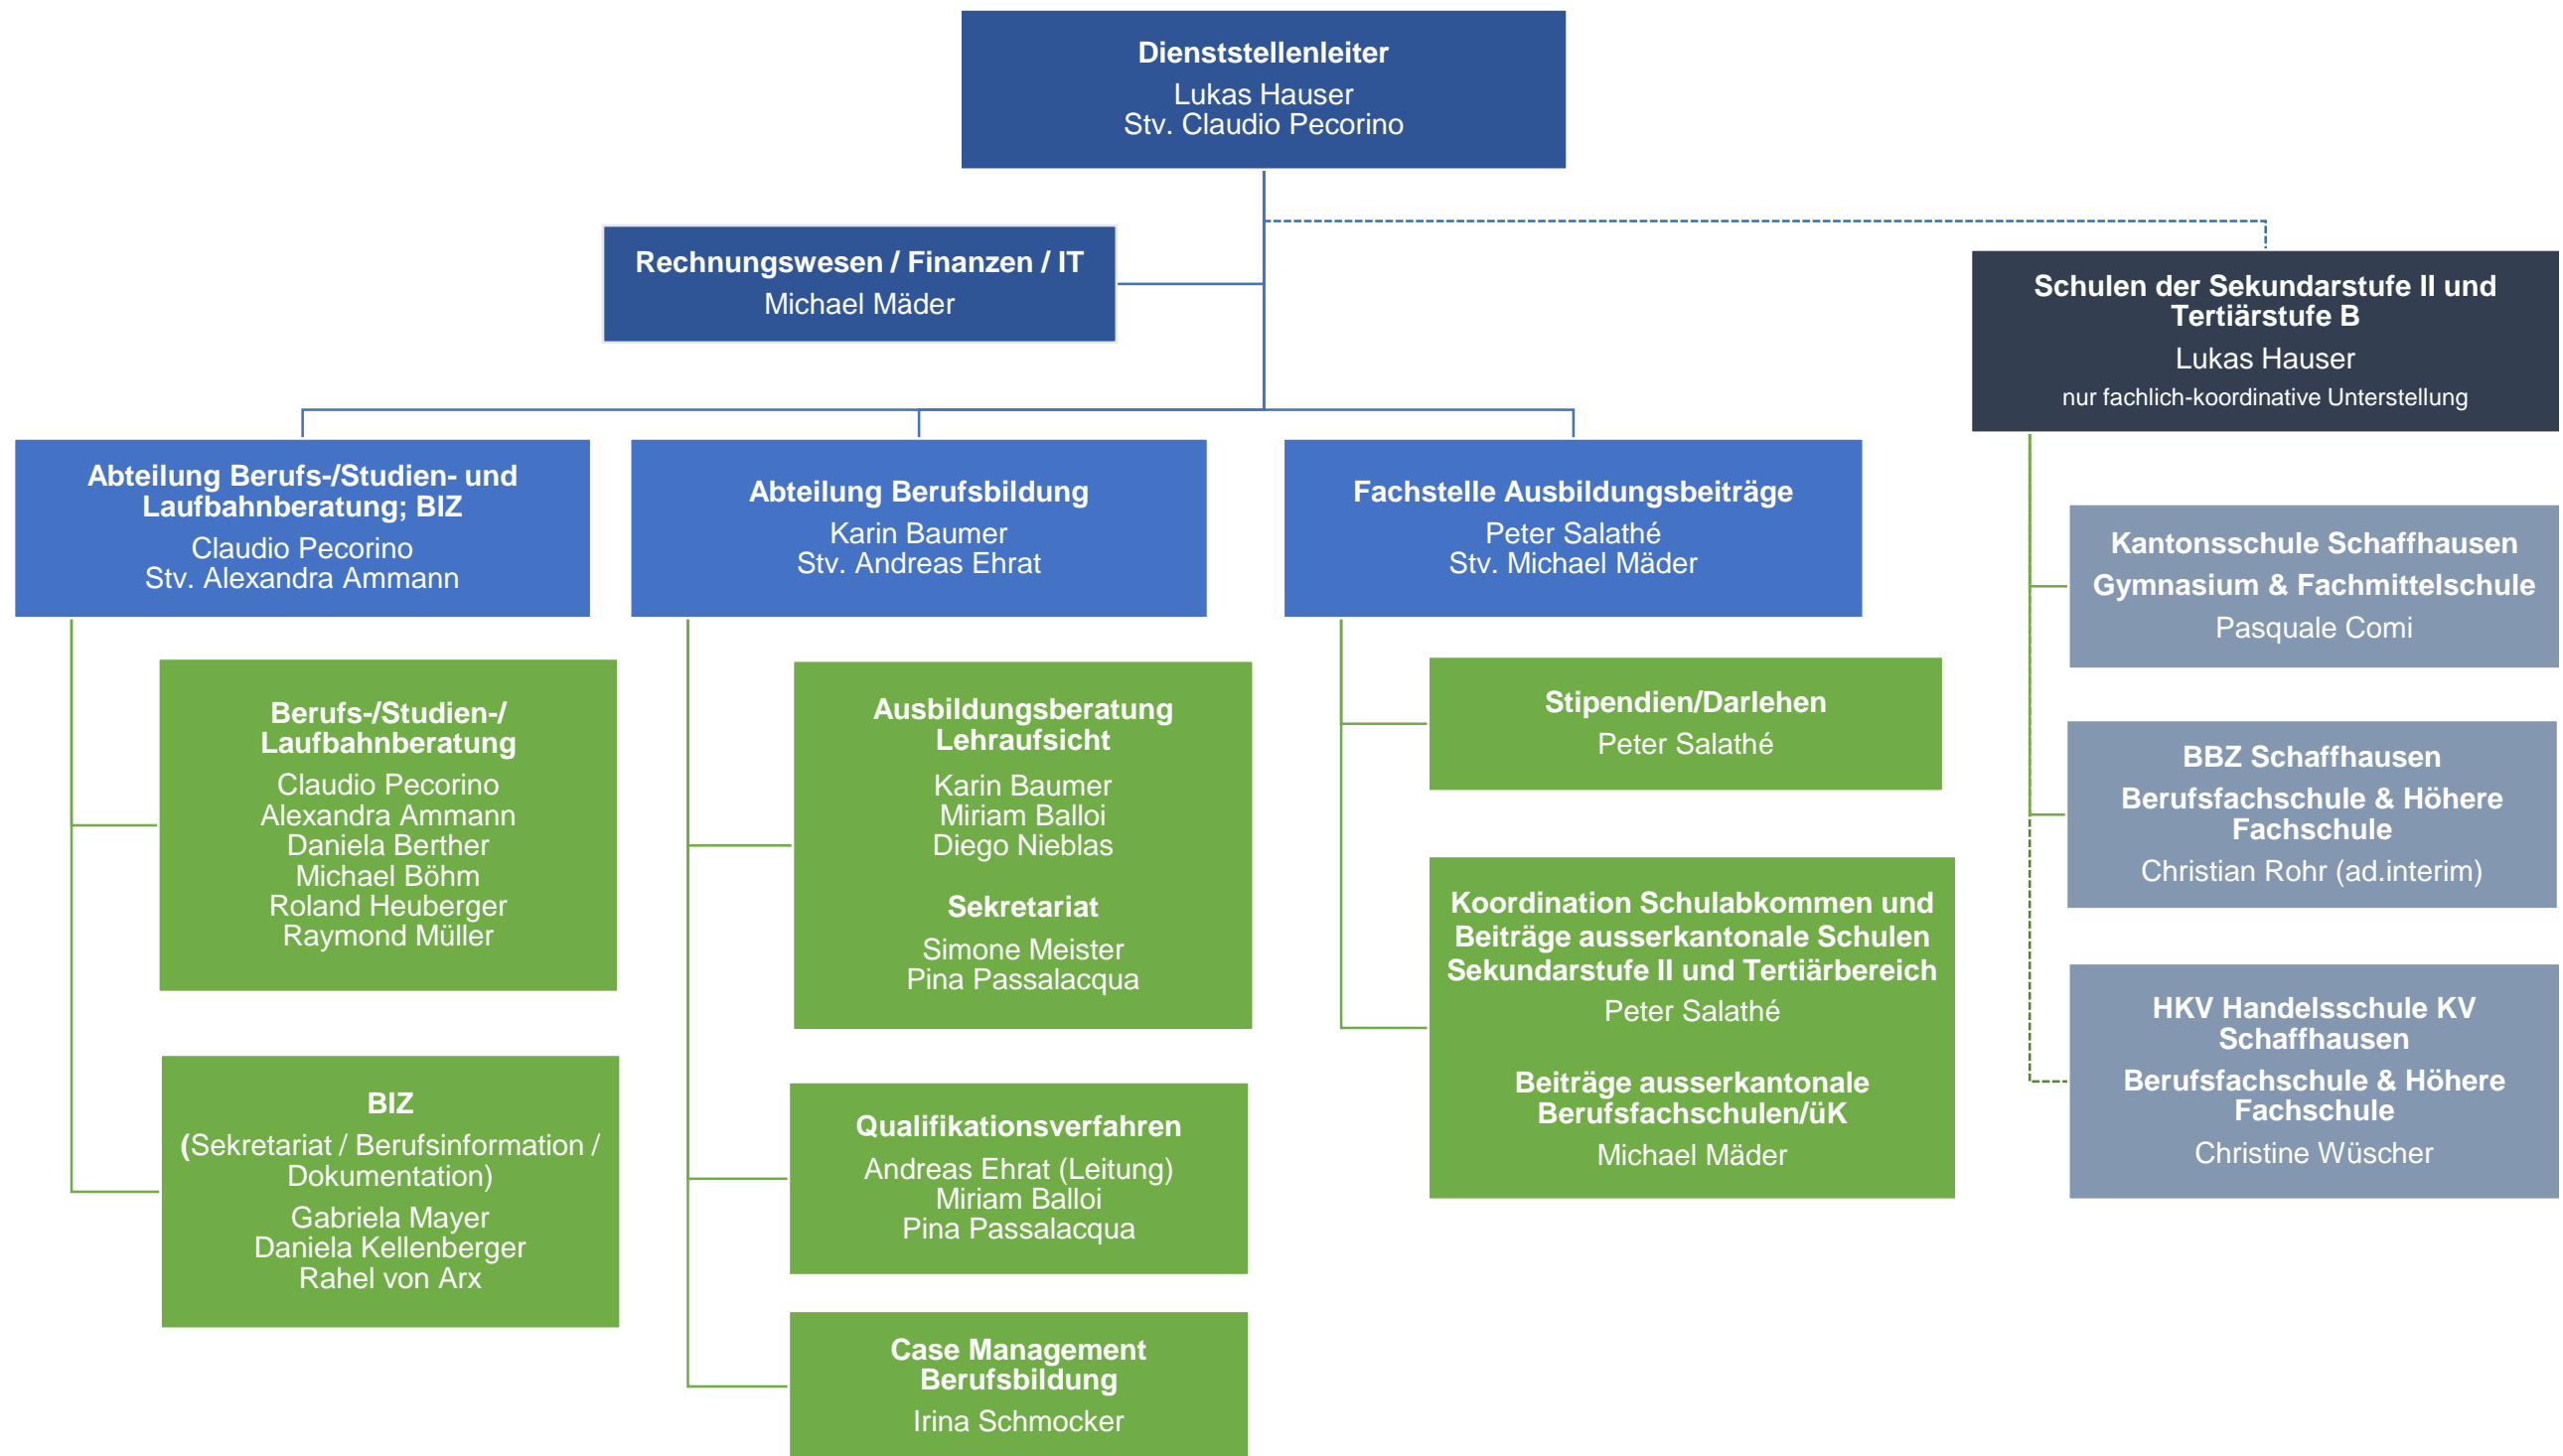 Dienststellenleiter
Lukas Hauser
Stv. Claudio Pecorino
Rechnungswesen / Finanzen / IT
Michael Mäder
Schulen der Sekundarstufe II und
Tertiärstufe B
Lukas Hauser
nur fachlich-koordinative Unterstellung
Abteilung Berufs-/Studien- und
Laufbahnberatung; BIZ
Claudio Pecorino
Stv. Alexandra Ammann
Berufs-/Studien-/
Laufbahnberatung
Claudio Pecorino
Alexandra Ammann
Daniela Berther
Michael Böhm
Roland Heuberger
Raymond Müller
BIZ
(Sekretariat / Berufsinformation /
Dokumentation)
Gabriela Mayer
Daniela Kellenberger
Rahel von Arx
Abteilung Berufsbildung
Karin Baumer
Stv. Andreas Ehrat
Ausbildungsberatung
Lehraufsicht
Karin Baumer
Miriam Balloi
Diego Nieblas
Sekretariat
Simone Meister
Pina Passalacqua
Qualifikationsverfahren
Andreas Ehrat (Leitung)
Miriam Balloi
Pina Passalacqua
Case Management
Berufsbildung
Irina Schmocker
Fachstelle Ausbildungsbeiträge
Peter Salathé
Stv. Michael Mäder
Stipendien/Darlehen
Peter Salathé
Koordination Schulabkommen und
Beiträge ausserkantonale Schulen
Sekundarstufe II und Tertiärbereich
Peter Salathé
Beiträge ausserkantonale
Berufsfachschulen/üK
Michael Mäder
Kantonsschule Schaffhausen
Gymnasium & Fachmittelschule
Pasquale Comi
BBZ Schaffhausen
Berufsfachschule & Höhere
Fachschule
Christian Rohr (ad.interim)
HKV Handelsschule KV
Schaffhausen
Berufsfachschule & Höhere
Fachschule
Christine Wüscher